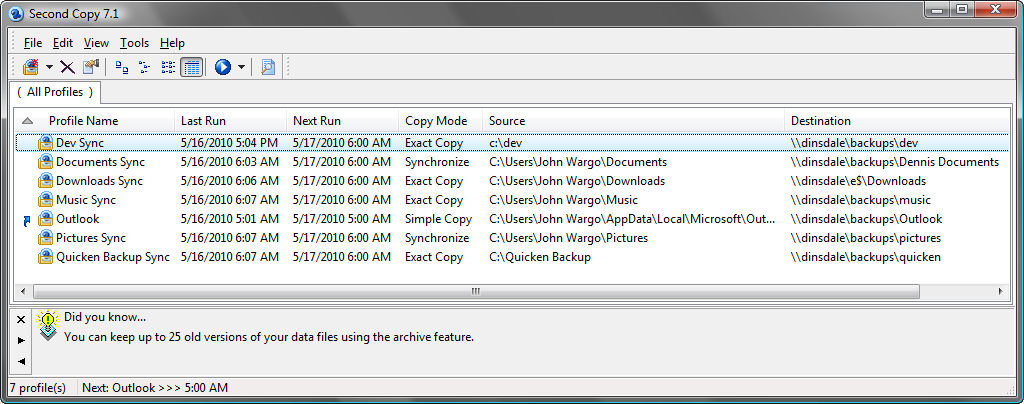 Second Copy 7.1
File Edit View Tools Help
( All Profiles )
Profile Name Last Run Next Run Copy Mode Source Destination
Dev Sync 5/16/2010 5:04 PM 5/17/2010 6:00 AM Exact Copy c:\dev \\dinsdale\backups\dev
Documents Sync 5/16/2010 6:03 AM 5/17/2010 6:00 AM Synchronize C:\Users\John Wargo\Documents \\dinsdale\backups\Dennis Documents
Downloads Sync 5/16/2010 6:06 AM 5/17/2010 6:00 AM Exact Copy C:\Users\John Wargo\Downloads \\dinsdale\e$\Downloads
Music Sync 5/16/2010 6:07 AM 5/17/2010 6:00 AM Exact Copy C:\Users\John Wargo\Music \\dinsdale\backups\music
Outlook 5/16/2010 5:01 AM 5/17/2010 5:00 AM Simple Copy C:\Users\John Wargo\AppData\Local\Microsoft\Out... \\dinsdale\backups\Outlook
Pictures Sync 5/16/2010 6:07 AM 5/17/2010 6:00 AM Synchronize C:\Users\John Wargo\Pictures \\dinsdale\backups\pictures
Quicken Backup Sync 5/16/2010 6:07 AM 5/17/2010 6:00 AM Exact Copy C:\Quicken Backup \\dinsdale\backups\quicken
Did you know...
You can keep up to 25 old versions of your data files using the archive feature.
7 profile(s) Next: Outlook >>> 5:00 AM